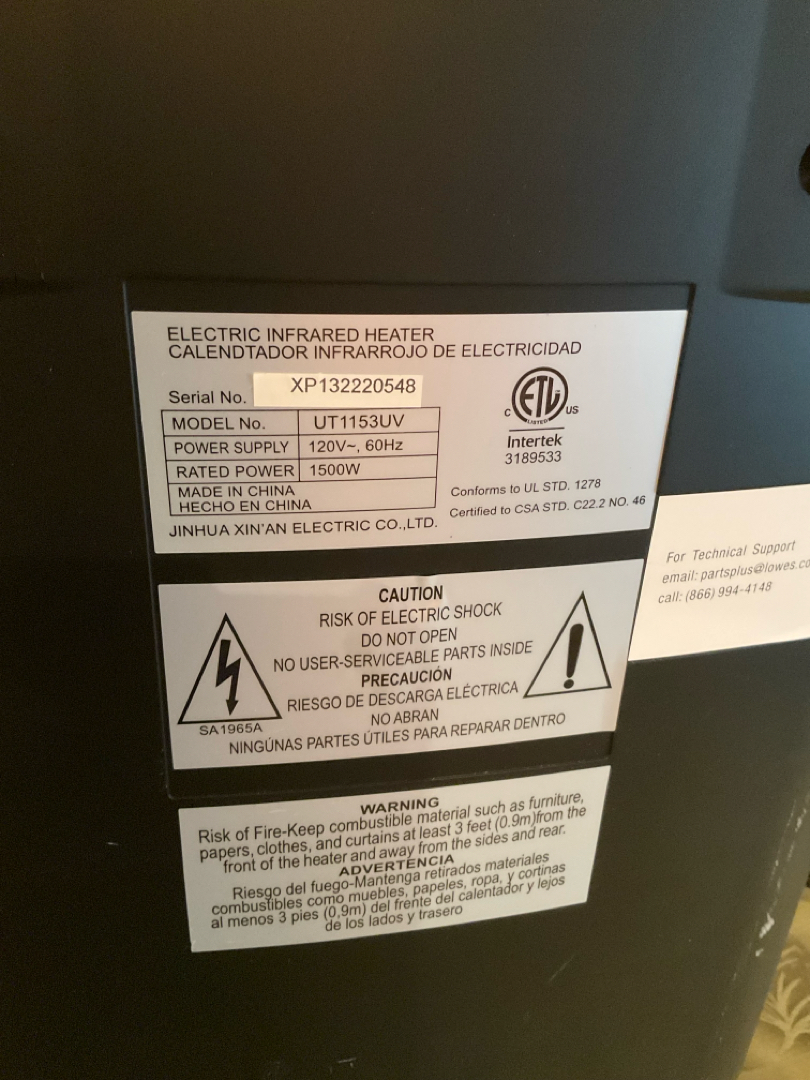 ELECTRIC INFRARED HEATER
CALENDTADOR INFRARROJO DE ELECTRICIDAD
Serial No. XP132220548
MODEL No. UT1153UV
POWER SUPPLY 120V~, 60Hz
RATED POWER 1500W
MADE IN CHINA
HECHO EN CHINA
JINHUA XIN'AN ELECTRIC CO.,LTD.
C ETL US
LISTED
Intertek
3189533
Conforms to UL STD. 1278
Certified to CSA STD. C22.2 NO. 46
For Technical Support
email: partsplus@lowes.co
call: (866) 994-4148
CAUTION
RISK OF ELECTRIC SHOCK
DO NOT OPEN
NO USER-SERVICEABLE PARTS INSIDE
PRECAUCIÓN
RIESGO DE DESCARGA ELÉCTRICA
NO ABRAN
NINGÚNAS PARTES ÚTILES PARA REPARAR DENTRO
SA1965A
WARNING
Risk of Fire-Keep combustible material such as furniture,
papers, clothes, and curtains at least 3 feet (0.9m)from the
front of the heater and away from the sides and rear.
ADVERTENCIA
Riesgo del fuego-Mantenga retirados materiales
combustibles como muebles, papeles, ropa, y cortinas
al menos 3 pies (0,9m) del frente del calentador y lejos
de los lados y trasero